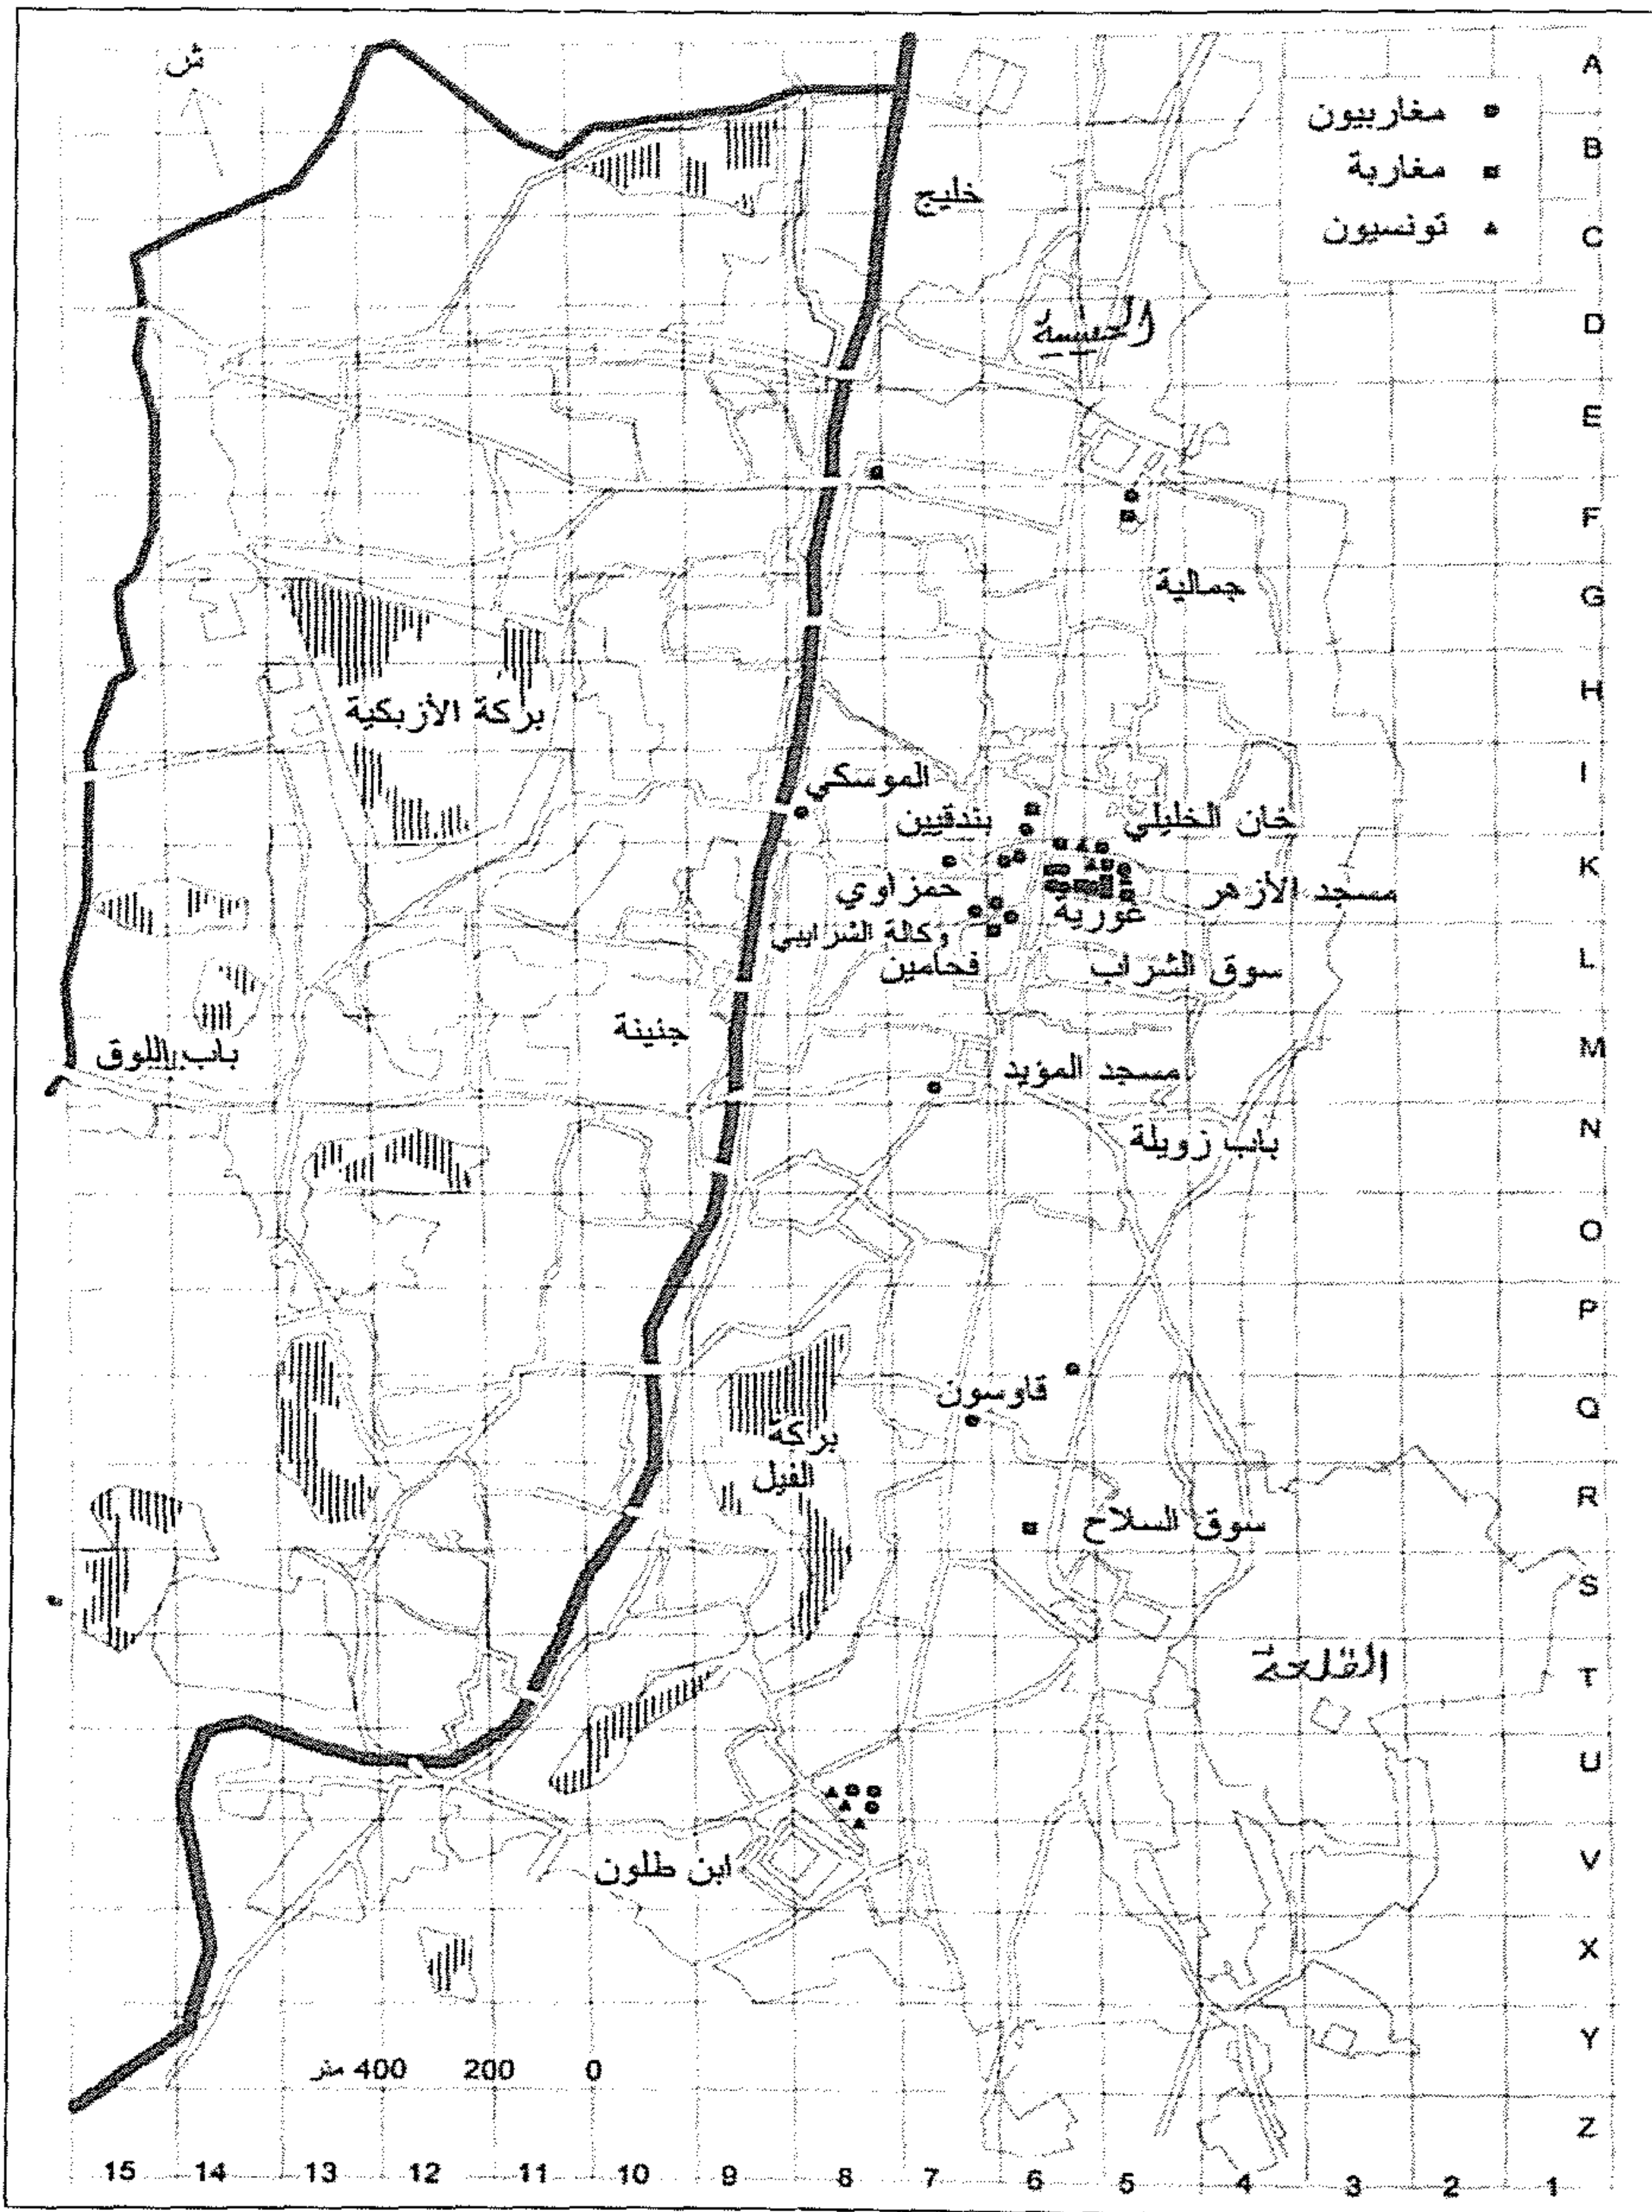 ش
A
مغاربيون
B
مغاربة
خليج
تونسيون
C
الحسينية
D
E
F
جمالية
G
بركة الأزبكية
H
الموسكي
I
بندقيين
خان الخليلي
K
حمزاوي
مسجد الأزهر
غورية
وكالة الشرايبي
فحامين
سوق الشراب
L
جنينة
باب اللوق
M
مسجد المؤيد
باب زويلة
N
O
P
قاوسون
Q
بركة
الفيل
سوق السلاح
R
S
القلعة
T
U
ابن طلون
V
X
0 200 400 متر
Y
Z
15 14 13 12 11 10 9 8 7 6 5 4 3 2 1